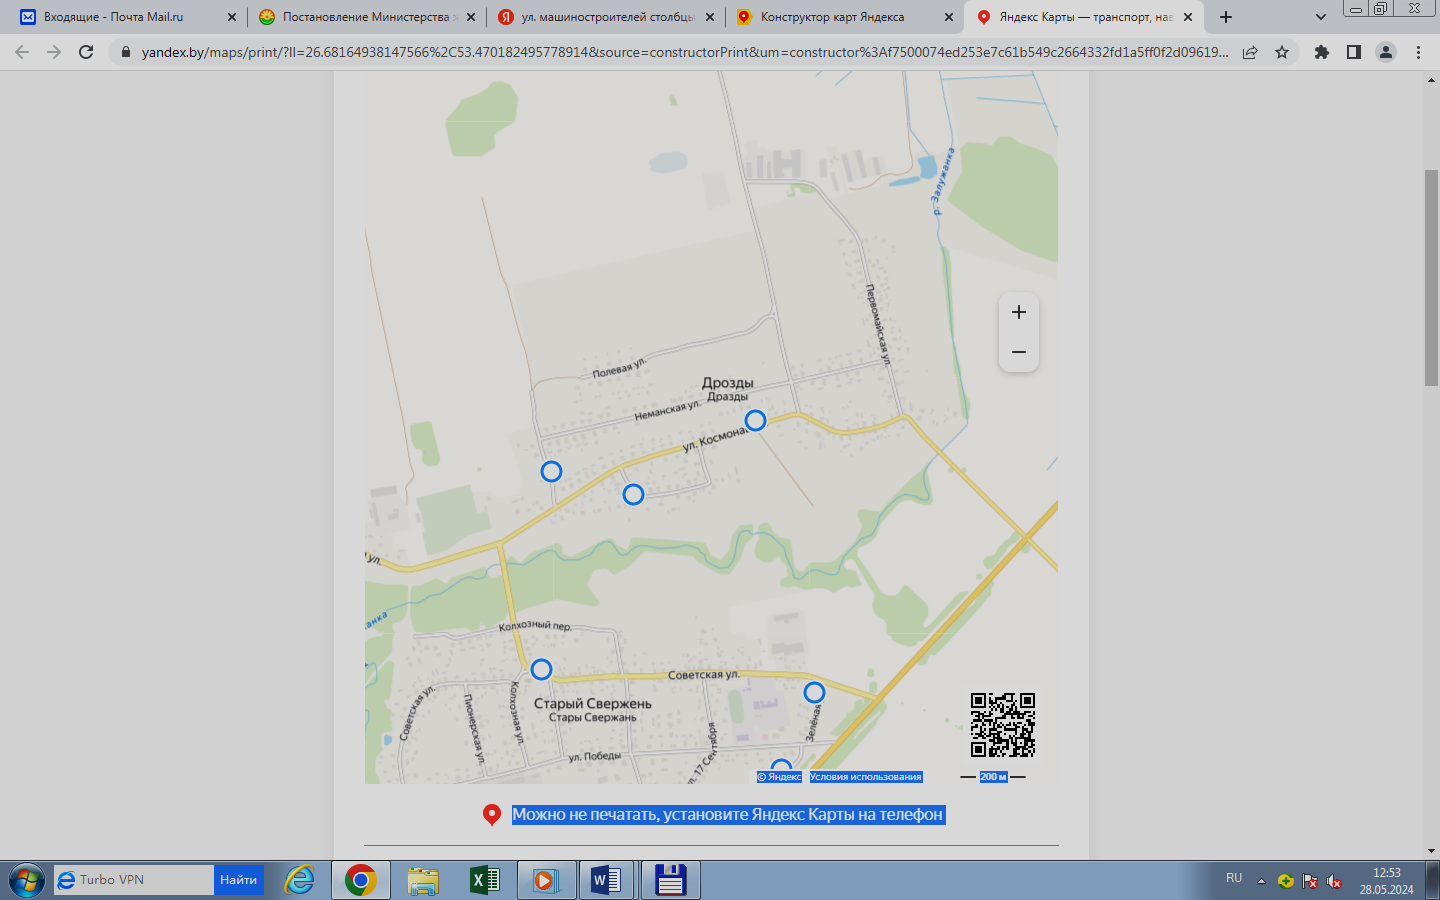 Входящие - Почта Mail.ru
Постановление Министерства
ул. машиностроителей столбцы
Конструктор карт Яндекса
Яндекс Карты — транспорт, нав
yandex.by/maps/print/?ll=26.68164938147566%2C53.470182495778914&source=constructorPrint&um=constructor%3Af7500074ed253e7c61b549c2664332fd1a5ff0f2d09619...
р. Залужанка
Первомайская ул.
Полевая ул.
Дрозды
Дразды
Неманская ул.
ул. Космона
ул.
анка
Колхозный пер.
Советская ул.
Старый Свержень
Стары Свержань
Советская ул.
Пионерская ул.
Колхозная ул.
ул. Победы
ул. 17 Сентября
Зелёная
© Яндекс Условия использования
200 м
Можно не печатать, установите Яндекс Карты на телефон
Turbo VPN
Найти
RU
12:53
28.05.2024